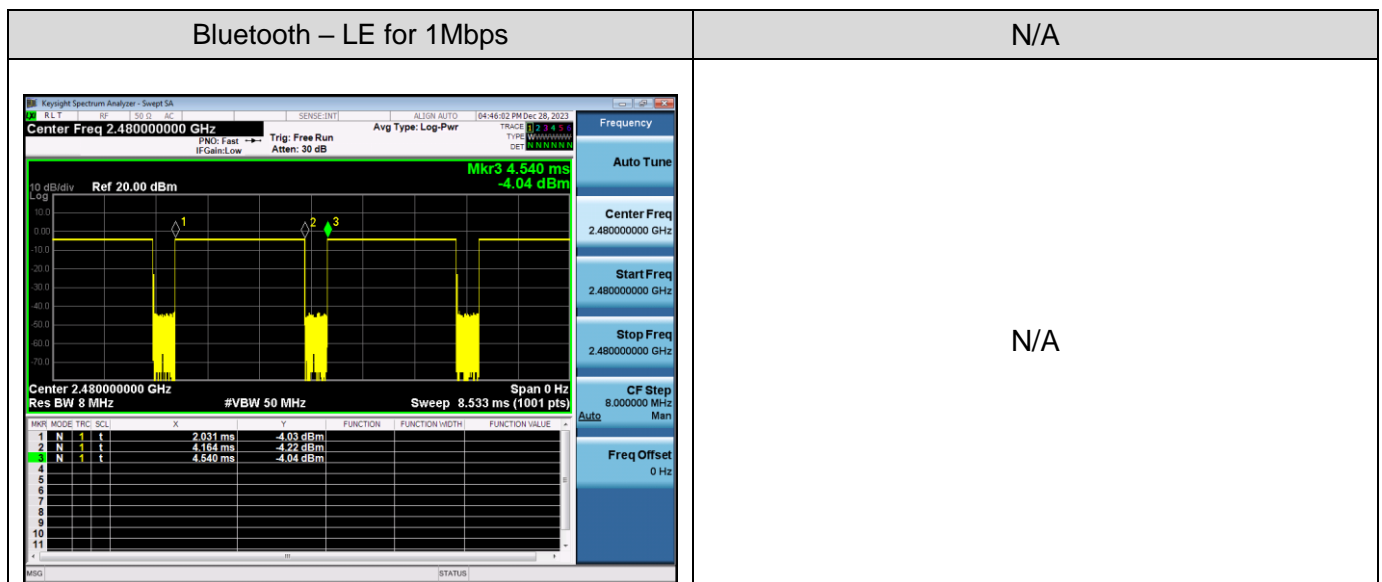 Bluetooth – LE for 1Mbps
N/A
Keysight Spectrum Analyzer - Swept SA
RLT RF 50 Ω AC SENSE:INT ALIGN AUTO 04:46:02 PM Dec 28, 2023
Center Freq 2.480000000 GHz
PNO: Fast
IFGain:Low
Trig: Free Run
Atten: 30 dB
Avg Type: Log-Pwr
TRACE 1 2 3 4 5 6
TYPE WWWWWW
DET N N N N N N
Mkr3 4.540 ms
-4.04 dBm
10 dB/div Ref 20.00 dBm
Log
10.0
0.00
-10.0
-20.0
-30.0
-40.0
-50.0
-60.0
-70.0
1
2
3
Center 2.480000000 GHz Span 0 Hz
Res BW 8 MHz #VBW 50 MHz Sweep 8.533 ms (1001 pts)
MKR MODE TRC SCL X Y FUNCTION FUNCTION WIDTH FUNCTION VALUE
1 N 1 t 2.031 ms -4.03 dBm
2 N 1 t 4.164 ms -4.22 dBm
3 N 1 t 4.540 ms -4.04 dBm
4
5
6
7
8
9
10
11
MSG STATUS
Frequency
Auto Tune
Center Freq
2.480000000 GHz
Start Freq
2.480000000 GHz
Stop Freq
2.480000000 GHz
CF Step
8.000000 MHz
Auto Man
Freq Offset
0 Hz
N/A